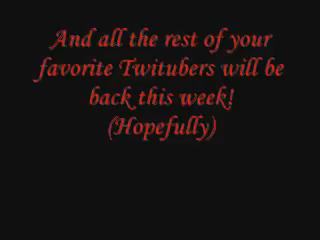 And all the rest of your
favorite Twitubers will be
back this week!
(Hopefully)